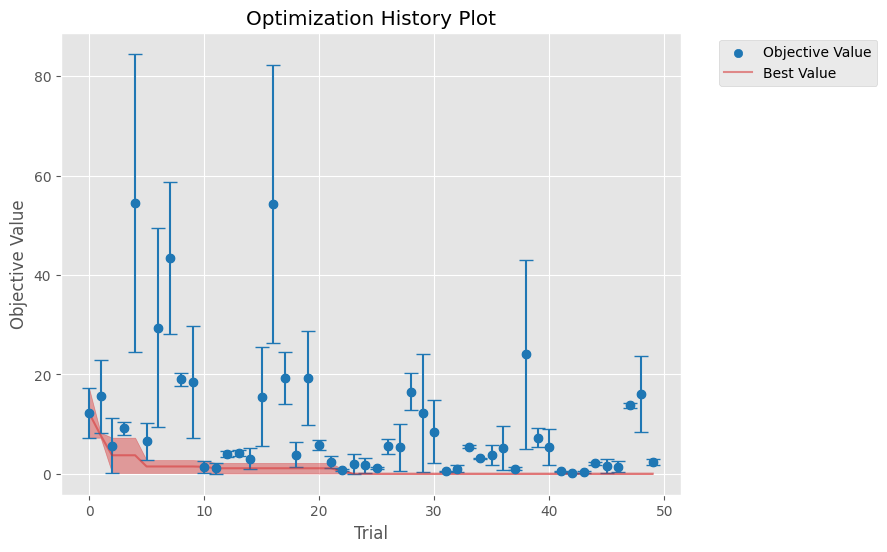 Optimization History Plot
Objective Value
Best Value
80
60
40
20
0
Objective Value
0 10 20 30 40 50
Trial